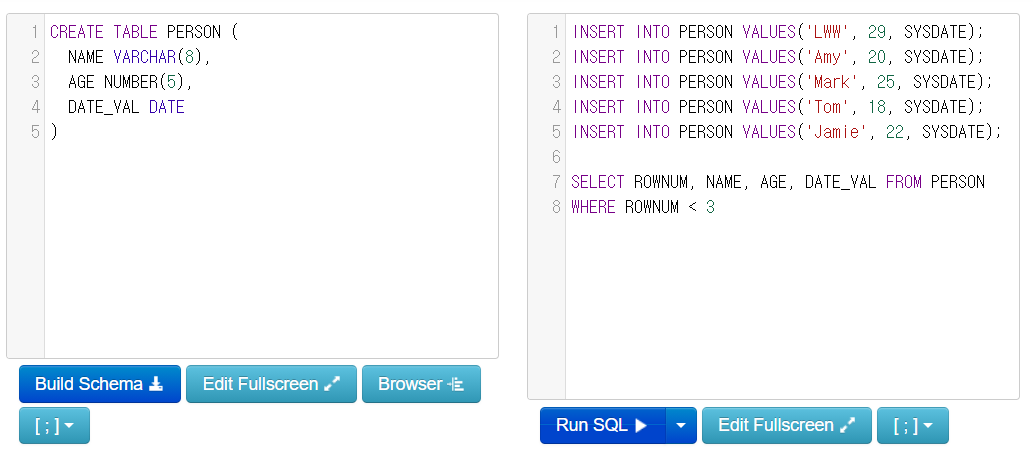 1 CREATE TABLE PERSON (
2 NAME VARCHAR(8),
3 AGE NUMBER(5),
4 DATE_VAL DATE
5 )
Build Schema
Edit Fullscreen
Browser
[ ; ]
1 INSERT INTO PERSON VALUES('LWW', 29, SYSDATE);
2 INSERT INTO PERSON VALUES('Amy', 20, SYSDATE);
3 INSERT INTO PERSON VALUES('Mark', 25, SYSDATE);
4 INSERT INTO PERSON VALUES('Tom', 18, SYSDATE);
5 INSERT INTO PERSON VALUES('Jamie', 22, SYSDATE);
6
7 SELECT ROWNUM, NAME, AGE, DATE_VAL FROM PERSON
8 WHERE ROWNUM < 3
Run SQL
Edit Fullscreen
[ ; ]